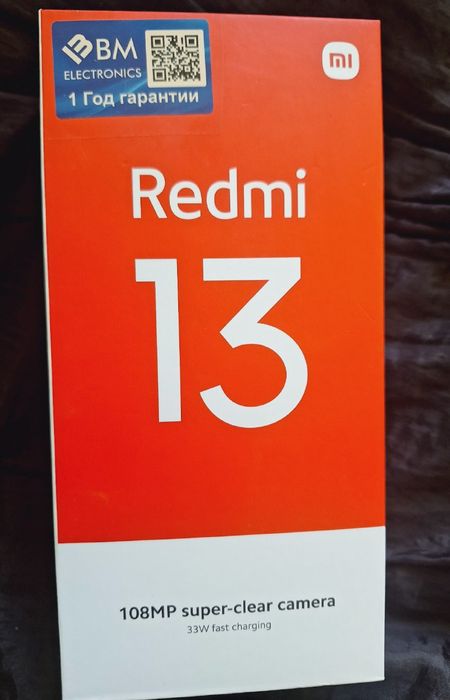 BM
ELECTRONICS
1 Год гарантии
mi
Redmi
13
108MP super-clear camera
33W fast charging